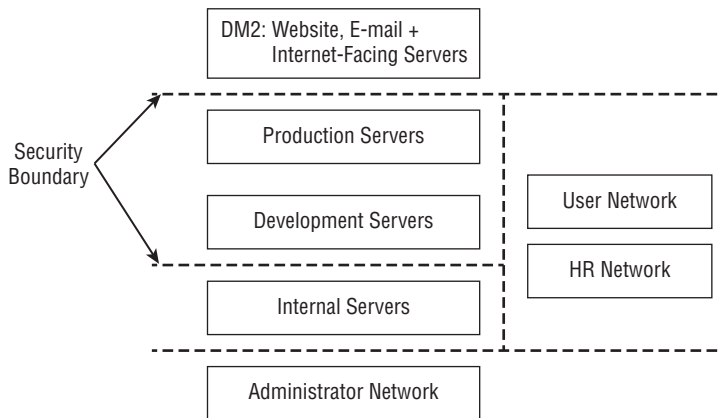 DM2: Website, E-mail +
Internet-Facing Servers
Production Servers
Security
Boundary
Development Servers
User Network
HR Network
Internal Servers
Administrator Network